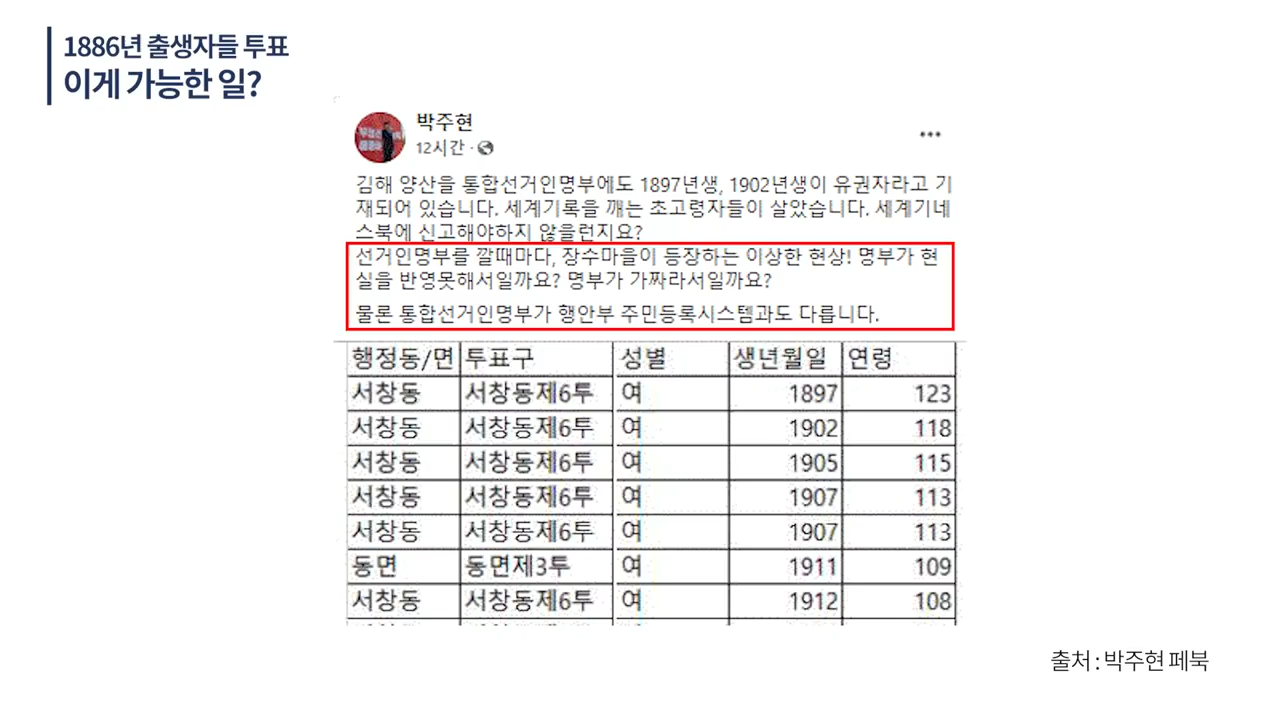 1886년 출생자들 투표
이게 가능한 일?
박주현
12시간 ·
김해 양산을 통합선거인명부에도 1897년생, 1902년생이 유권자라고 기
재되어 있습니다. 세계기록을 깨는 초고령자들이 살았습니다. 세계기네
스북에 신고해야하지 않을런지요?
선거인명부를 깔때마다, 장수마을이 등장하는 이상한 현상! 명부가 현
실을 반영못해서일까요? 명부가 가짜라서일까요?
물론 통합선거인명부가 행안부 주민등록시스템과도 다릅니다.
행정동/면 투표구 성별 생년월일 연령
서창동 서창동제6투 여 1897 123
서창동 서창동제6투 여 1902 118
서창동 서창동제6투 여 1905 115
서창동 서창동제6투 여 1907 113
서창동 서창동제6투 여 1907 113
동면 동면제3투 여 1911 109
서창동 서창동제6투 여 1912 108
출처 : 박주현 페북